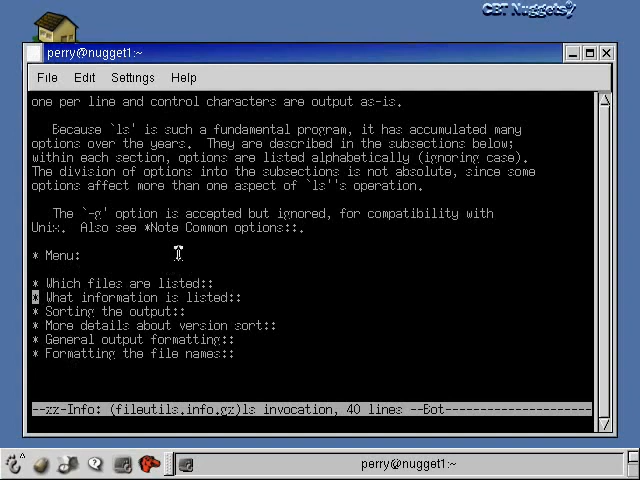 CBT Nuggets
perry@nugget1:~
File Edit Settings Help
one per line and control characters are output as-is.
Because `ls' is such a fundamental program, it has accumulated many
options over the years.  They are described in the subsections below;
within each section, options are listed alphabetically (ignoring case).
The division of options into the subsections is not absolute, since some
options affect more than one aspect of `ls''s operation.
The `-g' option is accepted but ignored, for compatibility with
Unix.  Also see *Note Common options::.
* Menu:
* Which files are listed::
* What information is listed::
* Sorting the output::
* More details about version sort::
* General output formatting::
* Formatting the file names::
--zz-Info: (fileutils.info.gz)ls invocation, 40 lines --Bot-----------------------
perry@nugget1:~